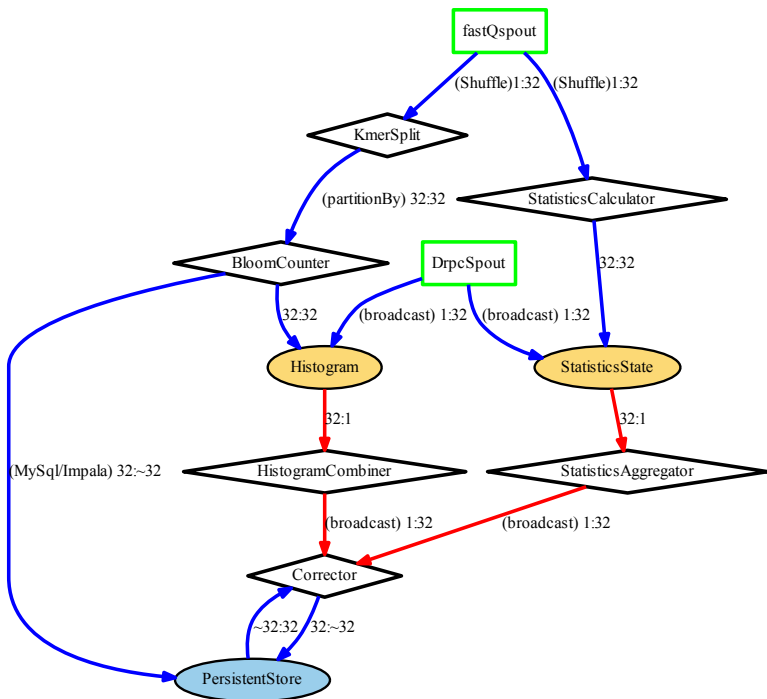 fastQspout
(Shuffle)1:32
(Shuffle)1:32
KmerSplit
(partitionBy) 32:32
StatisticsCalculator
BloomCounter
DrpcSpout
32:32
32:32
(broadcast) 1:32
(broadcast) 1:32
Histogram
StatisticsState
32:1
32:1
(MySql/Impala) 32:~32
HistogramCombiner
StatisticsAggregator
(broadcast) 1:32
(broadcast) 1:32
Corrector
~32:32
32:~32
PersistentStore